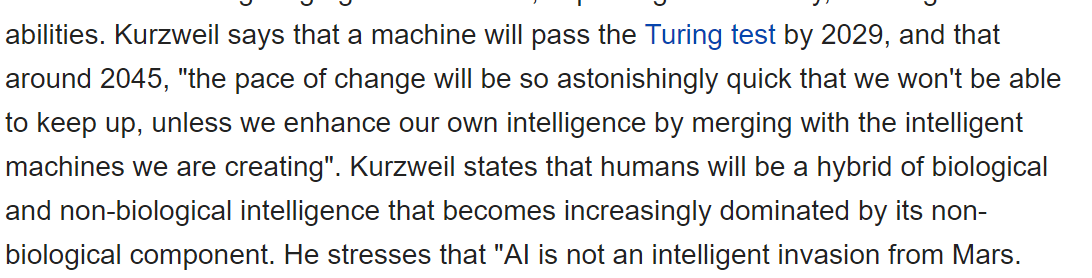 abilities. Kurzweil says that a machine will pass the Turing test by 2029, and that
around 2045, "the pace of change will be so astonishingly quick that we won't be able
to keep up, unless we enhance our own intelligence by merging with the intelligent
machines we are creating". Kurzweil states that humans will be a hybrid of biological
and non-biological intelligence that becomes increasingly dominated by its non-
biological component. He stresses that "AI is not an intelligent invasion from Mars.